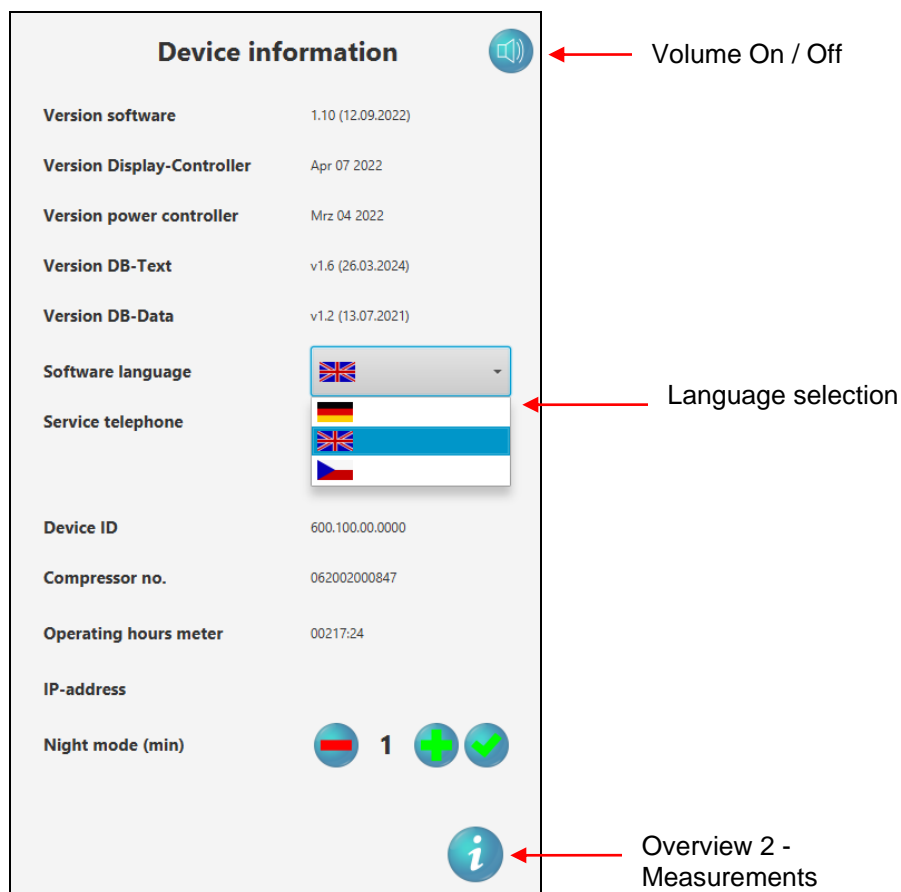 Device information
Volume On / Off
Version software 1.10 (12.09.2022)
Version Display-Controller Apr 07 2022
Version power controller Mrz 04 2022
Version DB-Text v1.6 (26.03.2024)
Version DB-Data v1.2 (13.07.2021)
Software language
Language selection
Service telephone
Device ID 600.100.00.0000
Compressor no. 062002000847
Operating hours meter 00217:24
IP-address
Night mode (min) 1
i
Overview 2 -
Measurements